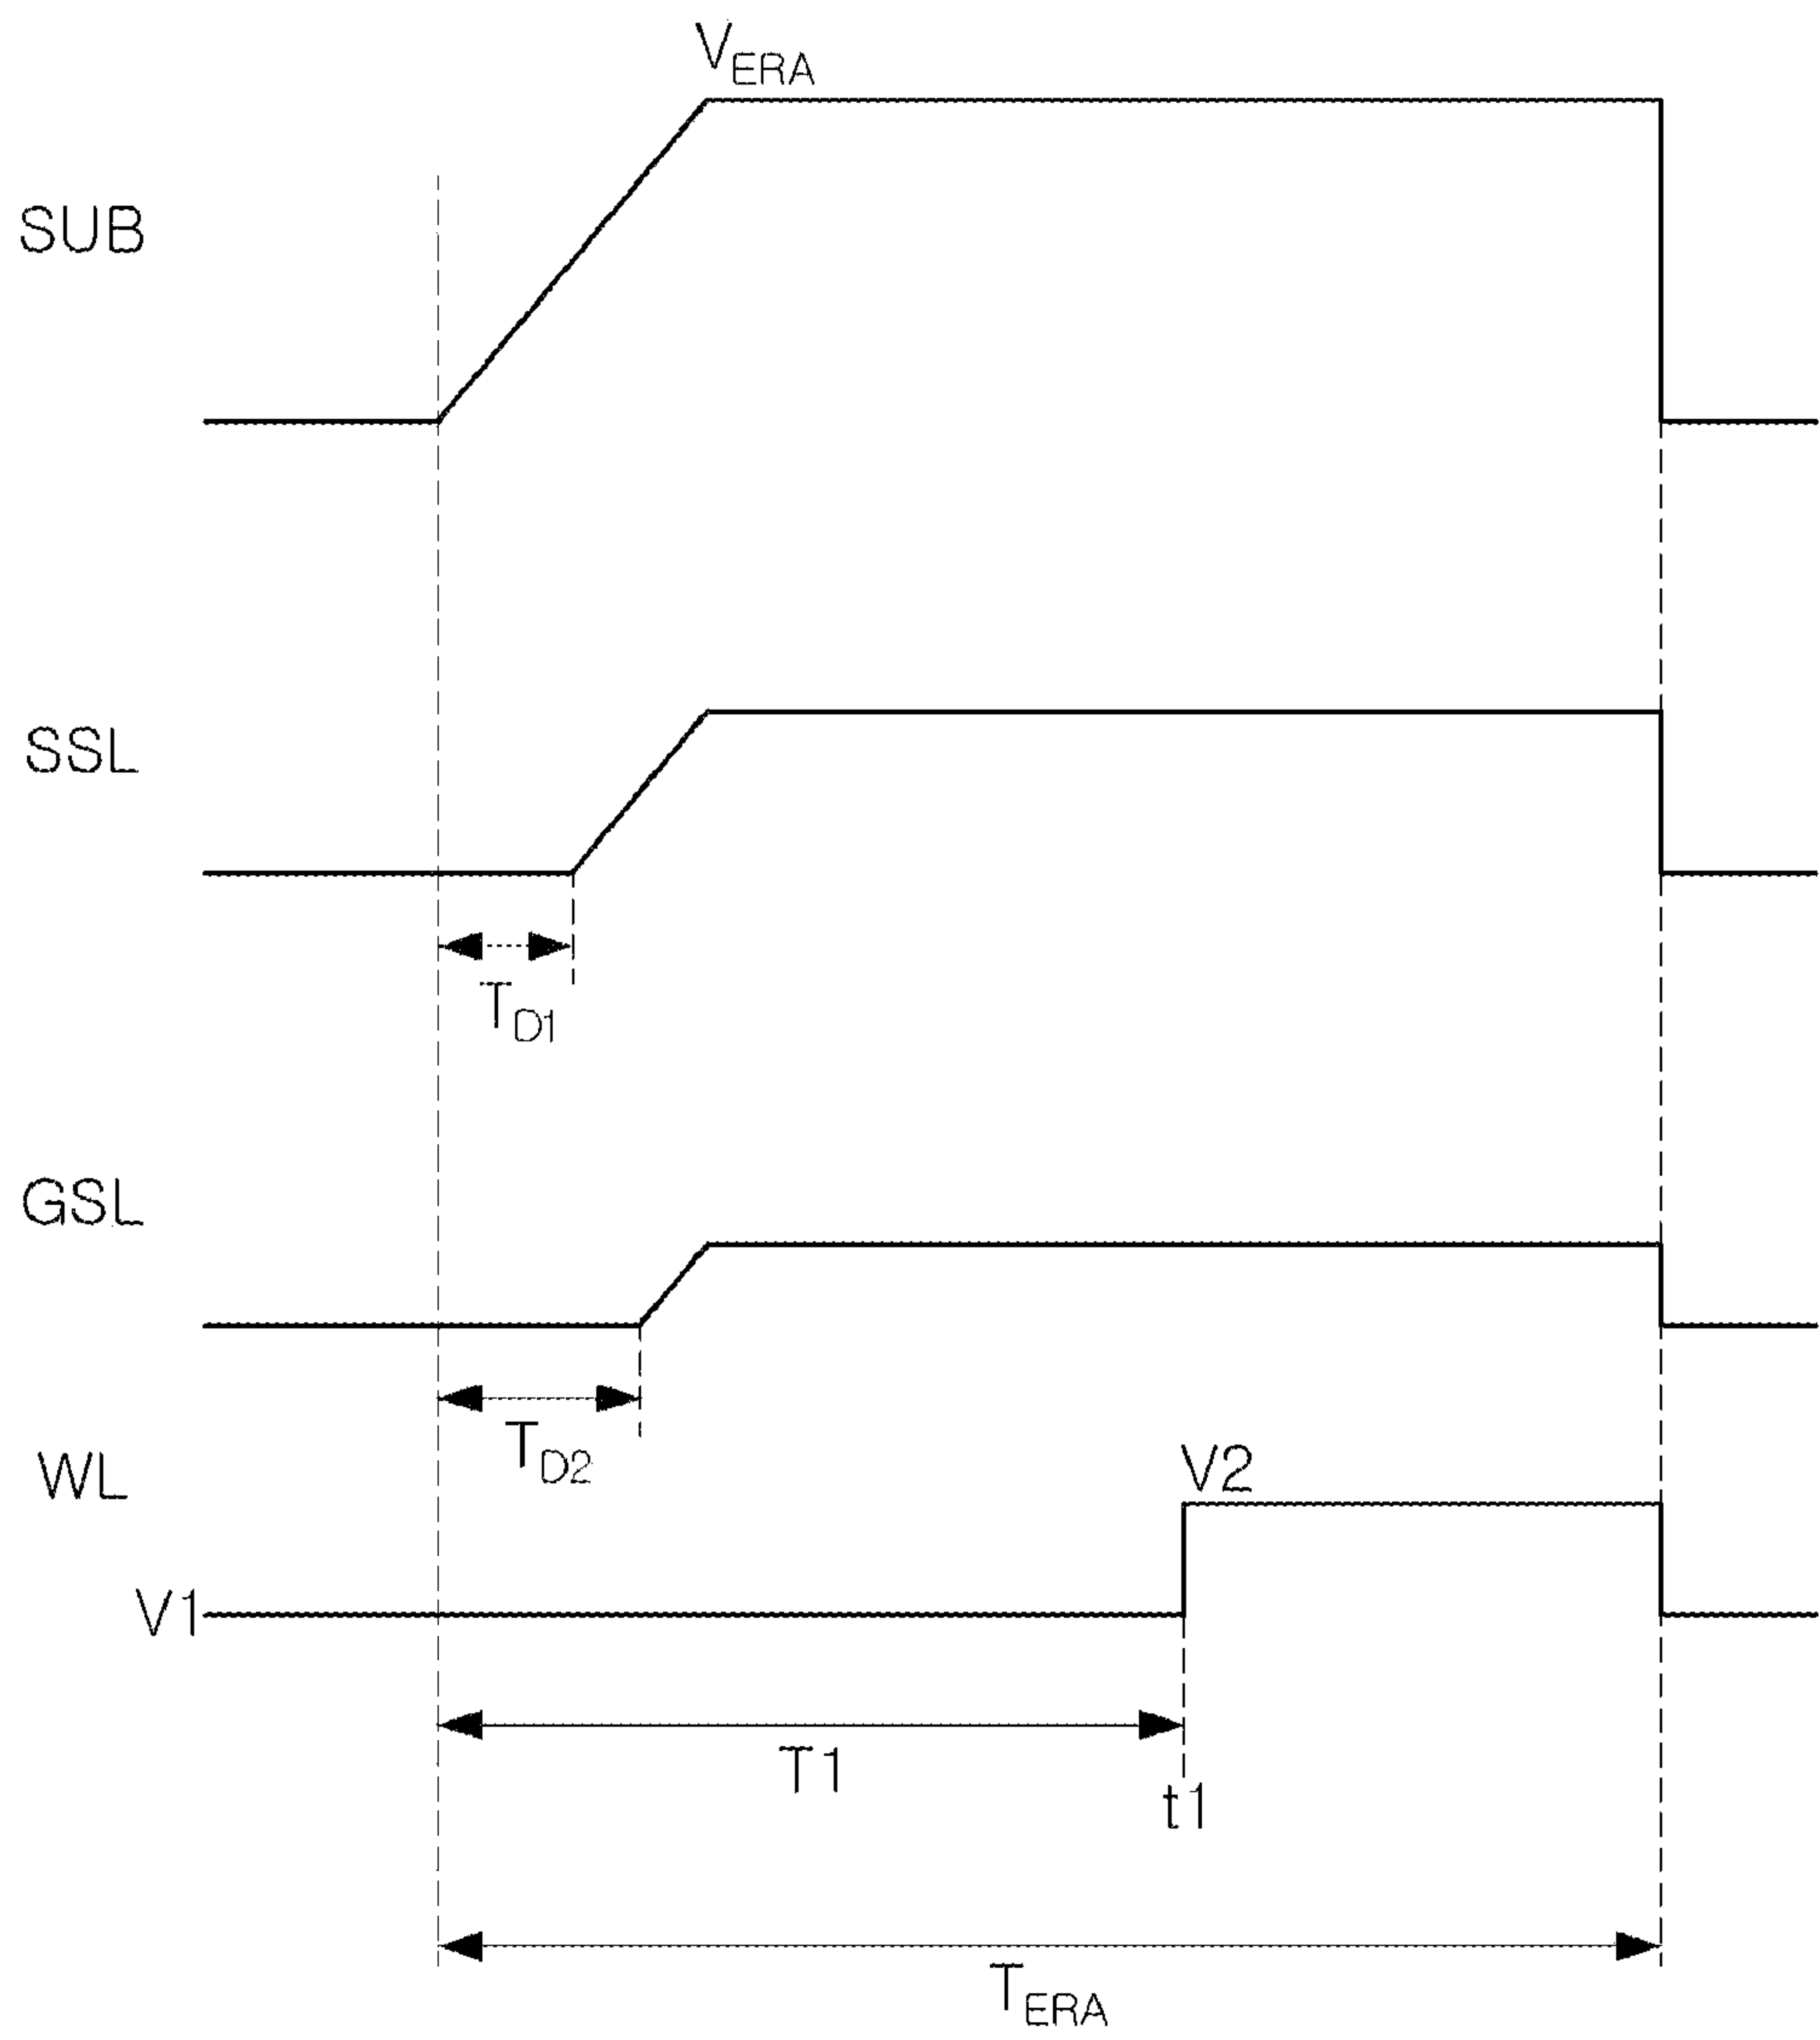 VERA
SUB
SSL
TD1
GSL
TD2
WL
V2
V1
T1
t1
TERA